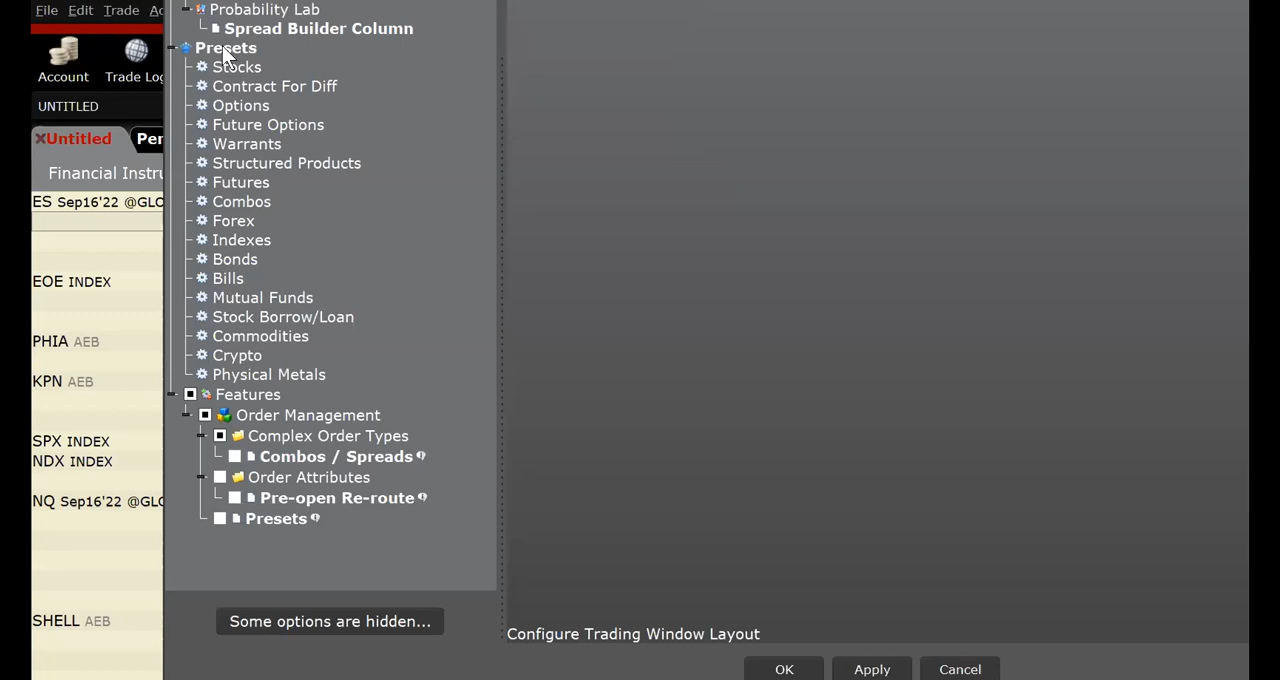 File Edit Trade
Account Trade Log
UNTITLED
Untitled Per
Financial Instru
ES Sep16'22 @GLO
EOE INDEX
PHIA AEB
KPN AEB
SPX INDEX
NDX INDEX
NQ Sep16'22 @GLO
SHELL AEB
Probability Lab
Spread Builder Column
Presets
Stocks
Contract For Diff
Options
Future Options
Warrants
Structured Products
Futures
Combos
Forex
Indexes
Bonds
Bills
Mutual Funds
Stock Borrow/Loan
Commodities
Crypto
Physical Metals
Features
Order Management
Complex Order Types
Combos / Spreads
Order Attributes
Pre-open Re-route
Presets
Some options are hidden...
Configure Trading Window Layout
OK Apply Cancel